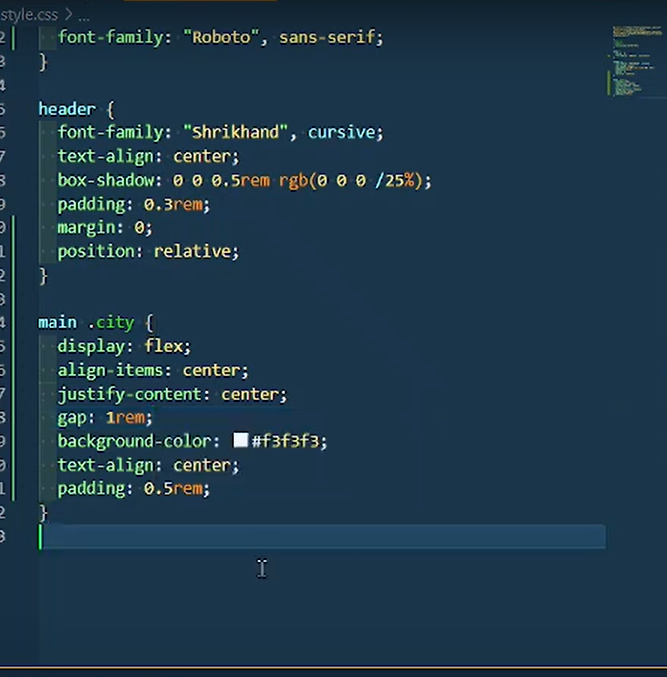 style.css > ...
2 font-family: "Roboto", sans-serif;
3 }
4
5 header {
6 font-family: "Shrikhand", cursive;
7 text-align: center;
8 box-shadow: 0 0 0.5rem rgb(0 0 0 /25%);
9 padding: 0.3rem;
0 margin: 0;
1 position: relative;
2 }
3
4 main .city {
5 display: flex;
6 align-items: center;
7 justify-content: center;
8 gap: 1rem;
9 background-color: #f3f3f3;
0 text-align: center;
1 padding: 0.5rem;
2 }
3